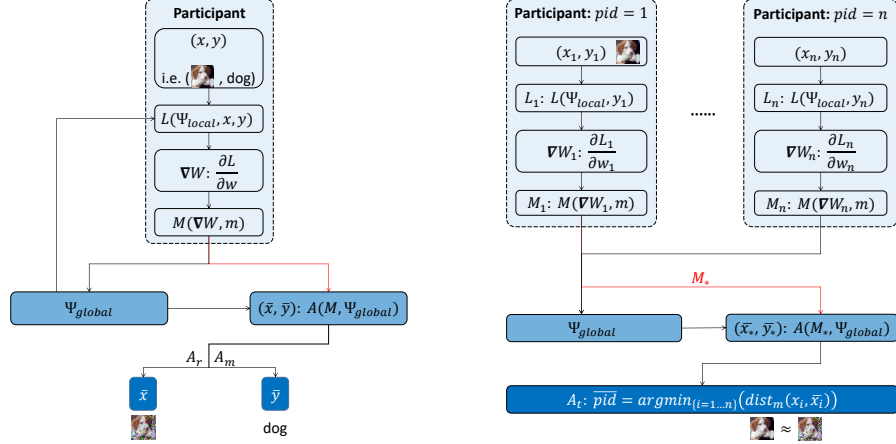 Participant
(x, y)
i.e. ( , dog)
L(Ψ_local, x, y)
∇W: ∂L/∂w
M(∇W, m)
Ψ_global
(x̄, ȳ): A(M, Ψ_global)
A_r A_m
x̄
ȳ
dog
Participant: pid = 1
(x_1, y_1)
L_1: L(Ψ_local, y_1)
∇W_1: ∂L_1/∂w_1
M_1: M(∇W_1, m)
......
Participant: pid = n
(x_n, y_n)
L_n: L(Ψ_local, y_n)
∇W_n: ∂L_n/∂w_n
M_n: M(∇W_n, m)
M_*
Ψ_global
(x̄_*, ȳ_*): A(M_*, Ψ_global)
A_t: p̅i̅d̅ = argmin_{i=1…n}(dist_m(x_i, x̄_i))
≈